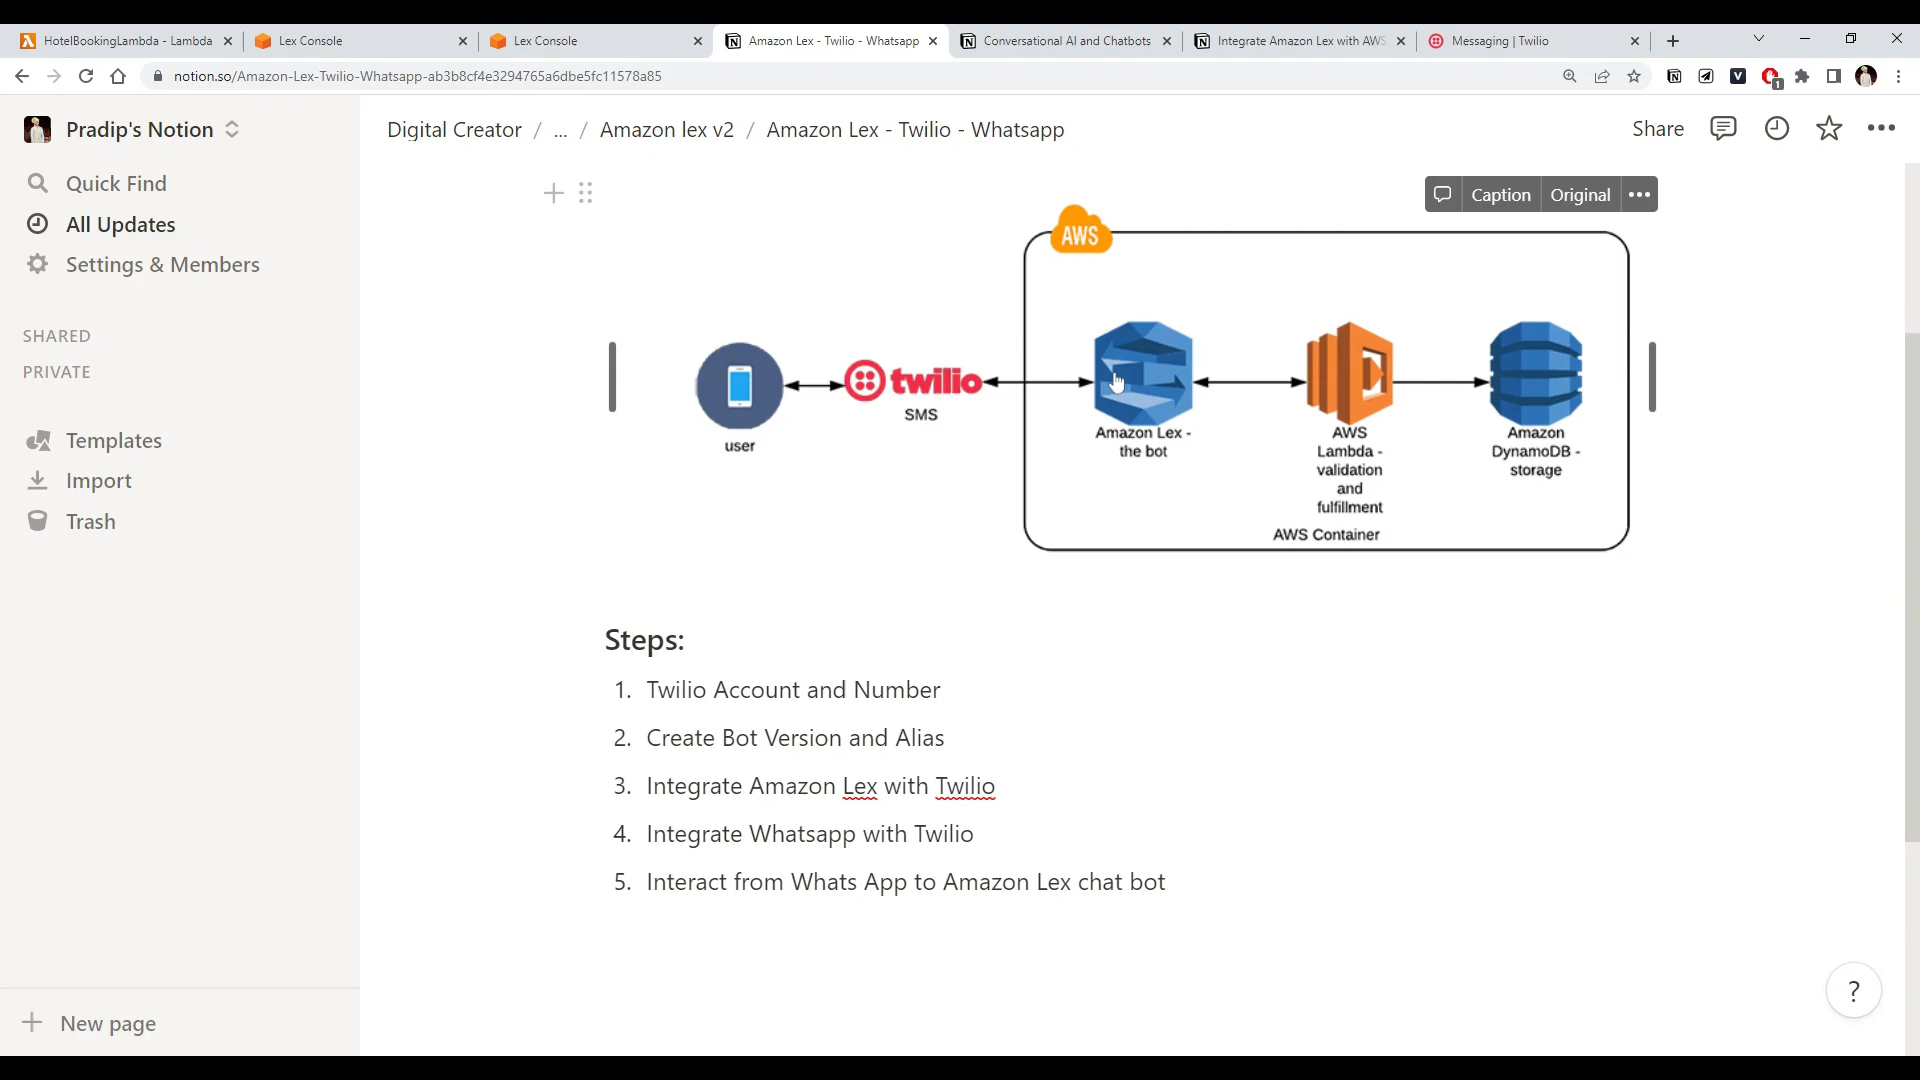 HotelBookingLambda - Lambda
Lex Console
Lex Console
Amazon Lex - Twilio - Whatsapp
Conversational AI and Chatbots
Integrate Amazon Lex with AWS
Messaging | Twilio
notion.so/Amazon-Lex-Twilio-Whatsapp-ab3b8cf4e3294765a6dbe5fc11578a85
1
Pradip's Notion
Digital Creator / ... / Amazon lex v2 / Amazon Lex - Twilio - Whatsapp
Share
Quick Find
All Updates
Settings & Members
SHARED
PRIVATE
Templates
Import
Trash
New page
Caption
Original
AWS
user
twilio
SMS
Amazon Lex -
the bot
AWS
Lambda -
validation
and
fulfillment
Amazon
DynamoDB -
storage
AWS Container
Steps:
1. Twilio Account and Number
2. Create Bot Version and Alias
3. Integrate Amazon Lex with Twilio
4. Integrate Whatsapp with Twilio
5. Interact from Whats App to Amazon Lex chat bot
?